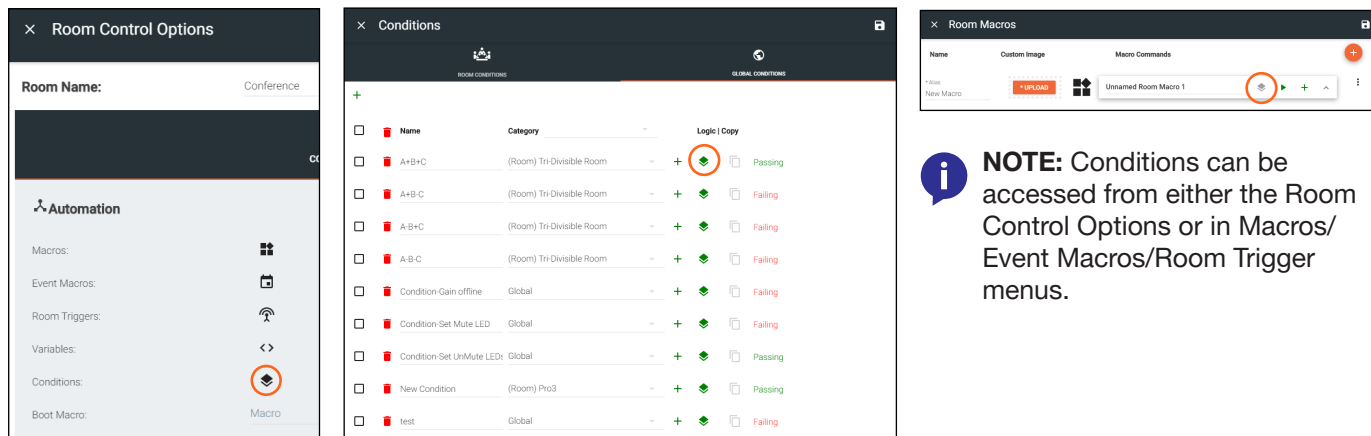 × Room Control Options
Room Name: Conference
CO
Automation
Macros:
Event Macros:
Room Triggers:
Variables: <>
Conditions:
Boot Macro: Macro
× Conditions
ROOM CONDITIONS GLOBAL CONDITIONS
+
Name Category Logic | Copy
A+B+C (Room) Tri-Divisible Room + Passing
A+B-C (Room) Tri-Divisible Room + Failing
A-B+C (Room) Tri-Divisible Room + Failing
A-B-C (Room) Tri-Divisible Room + Failing
Condition-Gain offline Global + Failing
Condition-Set Mute LED Global + Failing
Condition-Set UnMute LEDs Global + Passing
New Condition (Room) Pro3 + Passing
test Global + Failing
× Room Macros
Name Custom Image Macro Commands +
* Alias
New Macro * UPLOAD Unnamed Room Macro 1 +
i
NOTE: Conditions can be
accessed from either the Room
Control Options or in Macros/
Event Macros/Room Trigger
menus.